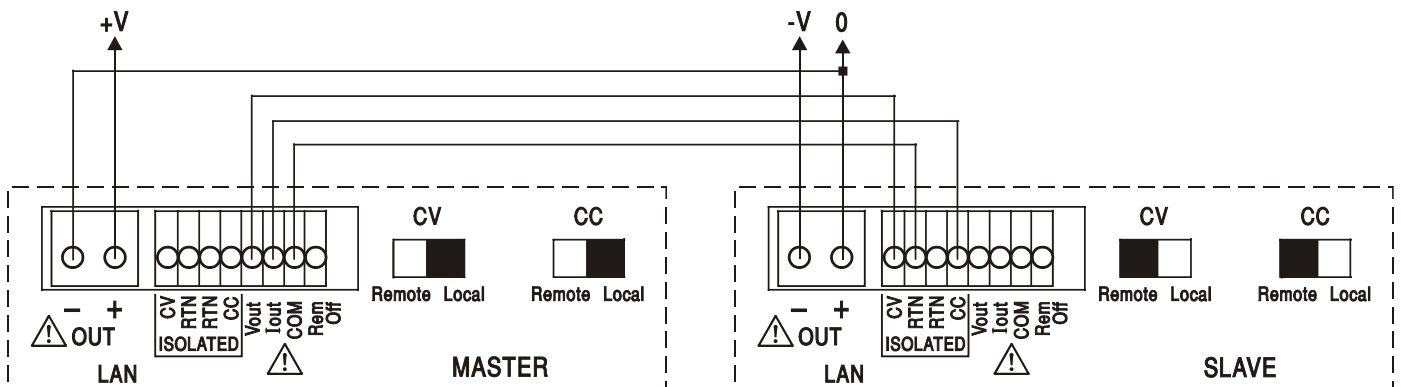 +V -V 0
CV CC CV CC
Remote Local Remote Local Remote Local Remote Local
- + CV RTN RTN CC Vout Iout COM Rem Off - + CV RTN RTN CC Vout Iout COM Rem Off
OUT ISOLATED OUT ISOLATED
LAN MASTER LAN SLAVE